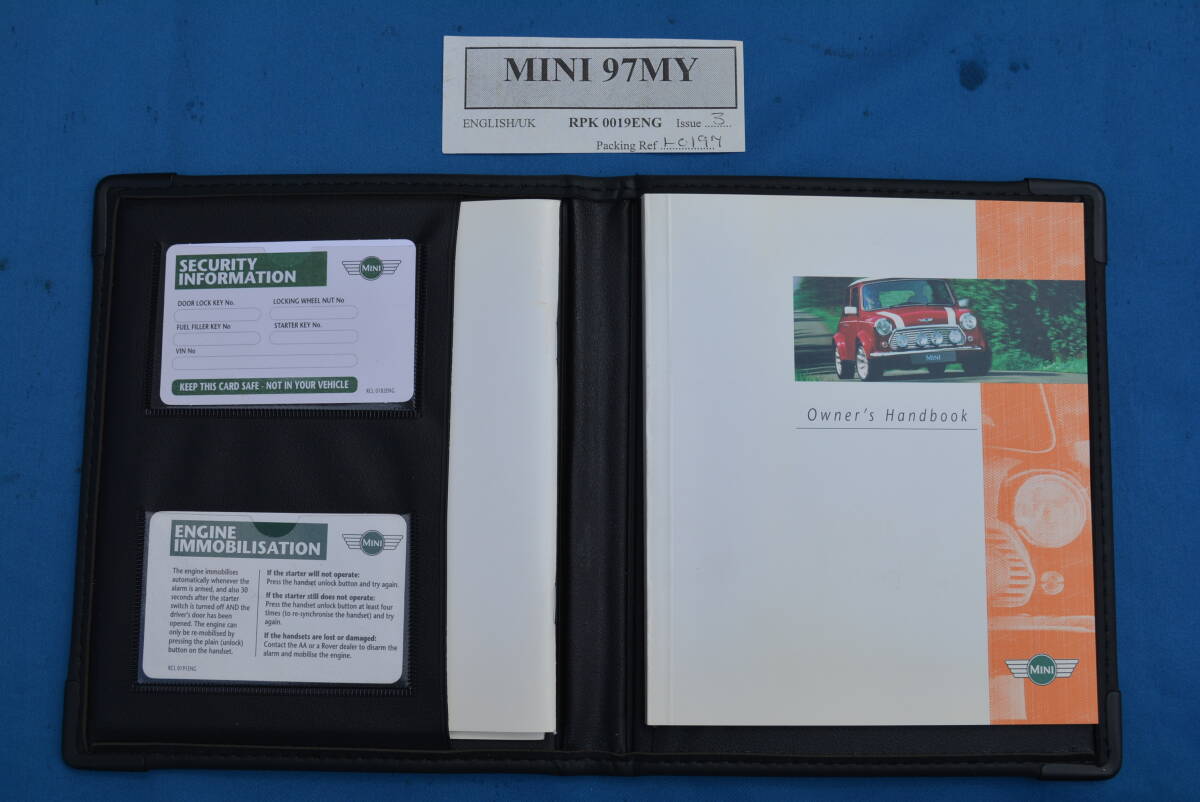 MINI 97MY
ENGLISH/UK RPK 0019ENG Issue 3
Packing Ref LC197
SECURITY
INFORMATION
MINI
DOOR LOCK KEY No. LOCKING WHEEL NUT No
FUEL FILLER KEY No STARTER KEY No.
VIN No
KEEP THIS CARD SAFE - NOT IN YOUR VEHICLE
RCL 0182ENG
ENGINE
IMMOBILISATION
MINI
The engine immobilises
automatically whenever the
alarm is armed, and also 30
seconds after the starter
switch is turned off AND the
driver's door has been
opened. The engine can
only be re-mobilised by
pressing the plain (unlock)
button on the handset.
RCL 0191ENG
If the starter will not operate:
Press the handset unlock button and try again.
If the starter still does not operate:
Press the handset unlock button at least four
times (to re-synchronise the handset) and try
again.
If the handsets are lost or damaged:
Contact the AA or a Rover dealer to disarm the
alarm and mobilise the engine.
MINI
Owner's Handbook
MINI